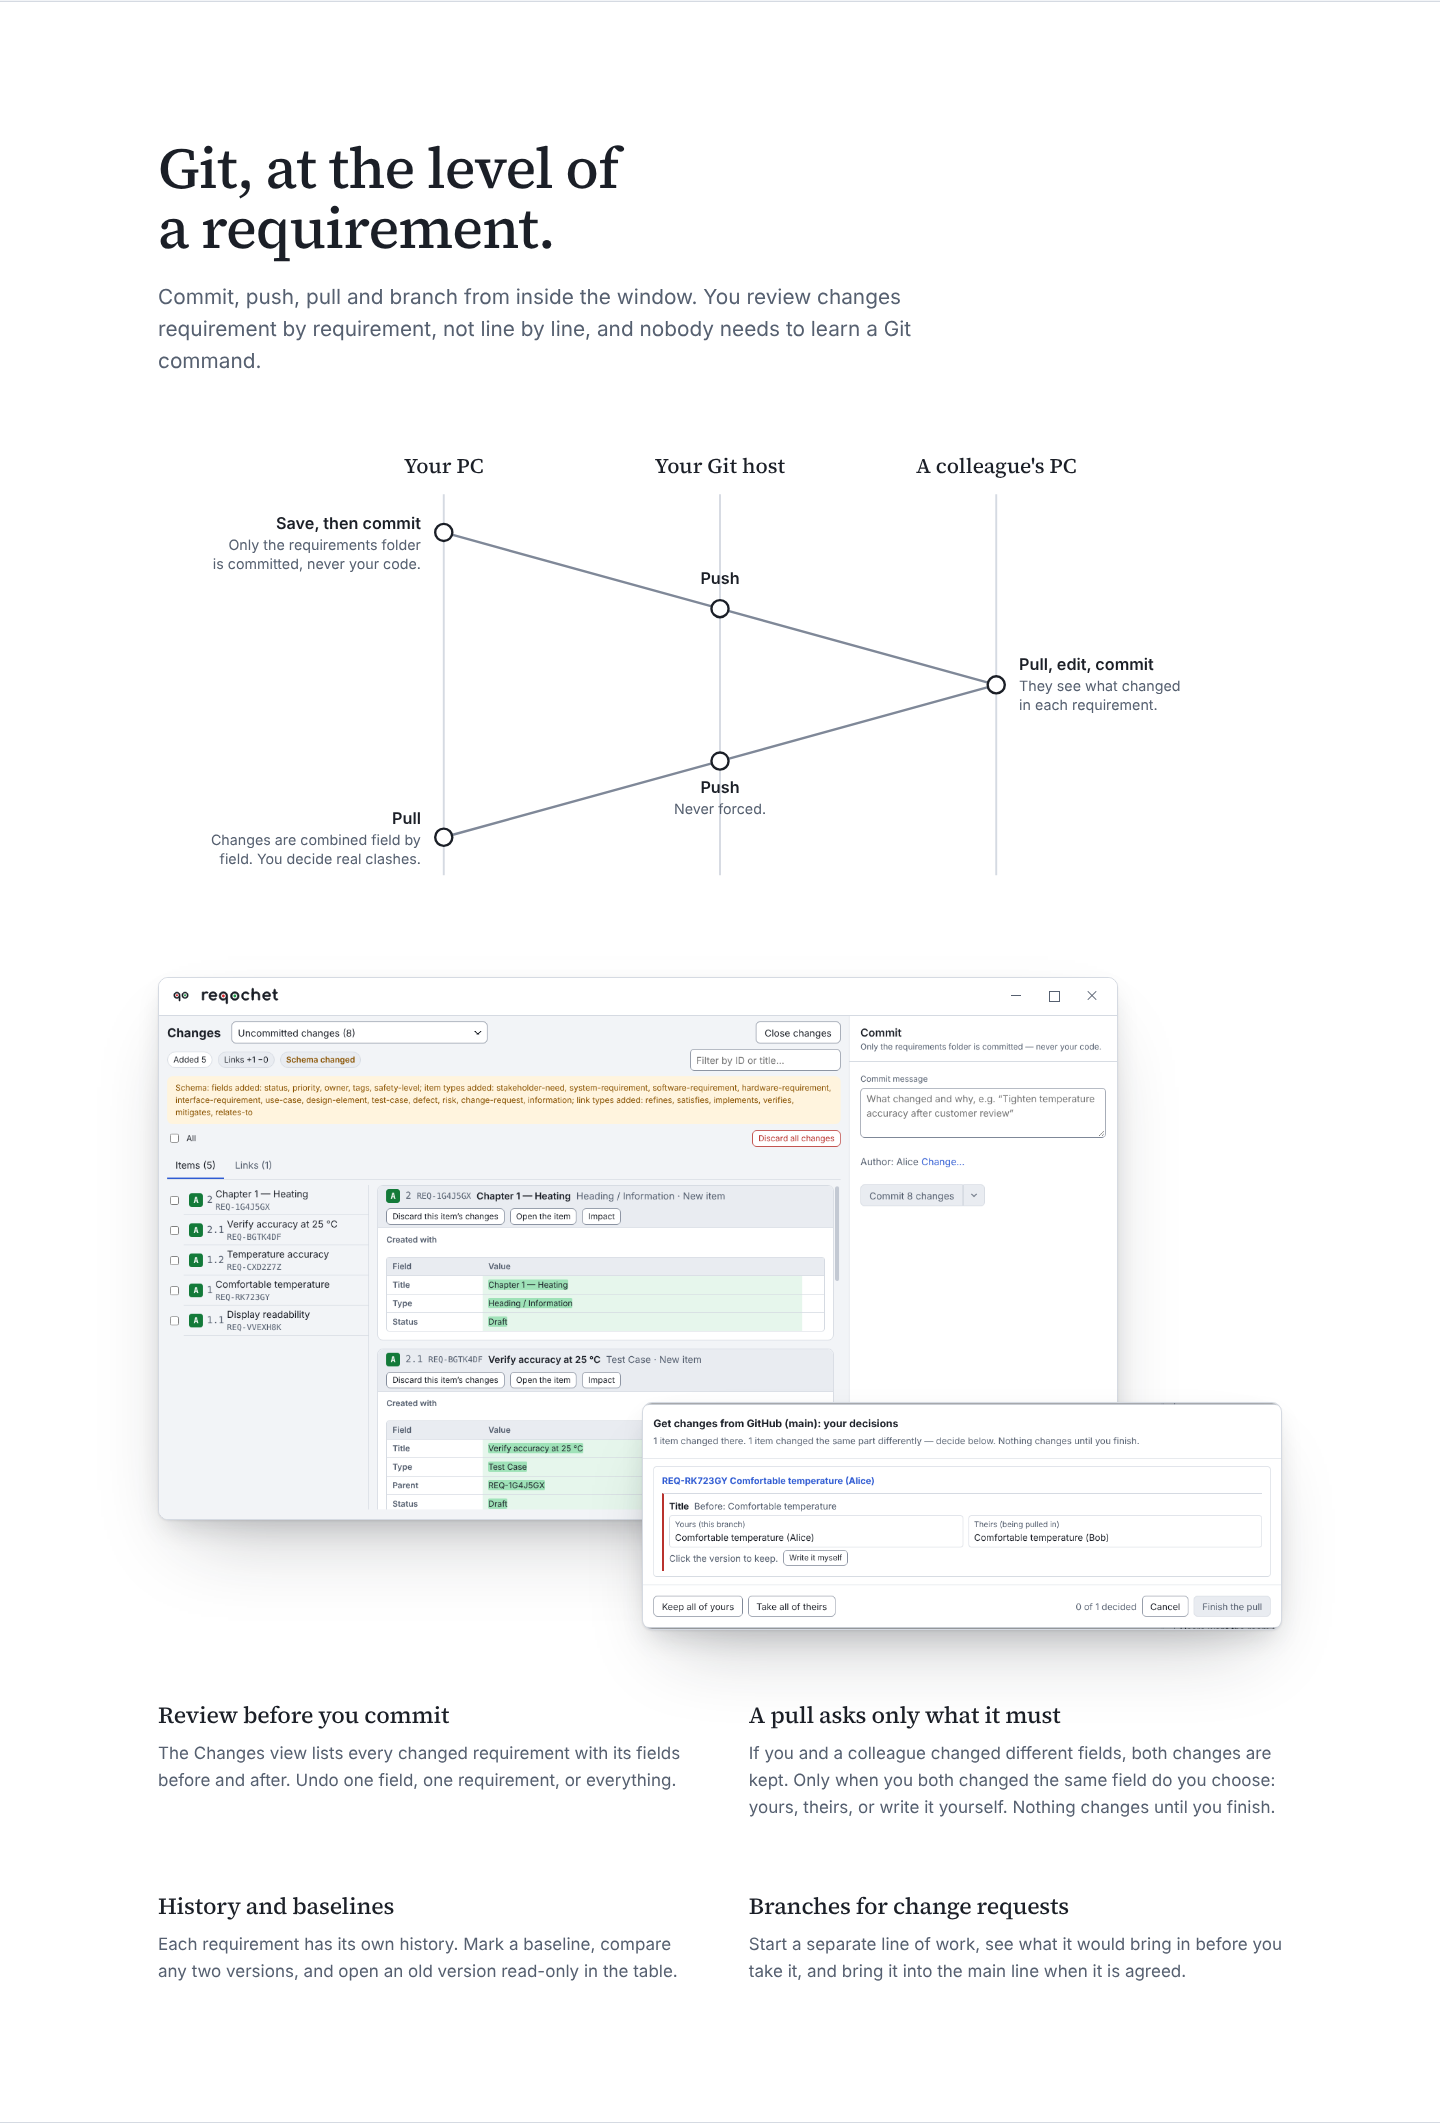 Git, at the level of
a requirement.
Commit, push, pull and branch from inside the window. You review changes
requirement by requirement, not line by line, and nobody needs to learn a Git
command.
Your PC
Your Git host
A colleague's PC
Save, then commit
Only the requirements folder
is committed, never your code.
Push
Pull, edit, commit
They see what changed
in each requirement.
Push
Never forced.
Pull
Changes are combined field by
field. You decide real clashes.
reqochet
Changes
Uncommitted changes (8)
Close changes
Added 5
Links +1 −0
Schema changed
Filter by ID or title...
Schema: fields added: status, priority, owner, tags, safety-level; item types added: stakeholder-need, system-requirement, software-requirement, hardware-requirement,
interface-requirement, use-case, design-element, test-case, defect, risk, change-request, information; link types added: refines, satisfies, implements, verifies,
mitigates, relates-to
All
Discard all changes
Items (5)
Links (1)
A 2 Chapter 1 — Heating
REQ-1G4J5GX
A 2.1 Verify accuracy at 25 °C
REQ-BGTK4DF
A 1.2 Temperature accuracy
REQ-CXD2Z7Z
A 1 Comfortable temperature
REQ-RK723GY
A 1.1 Display readability
REQ-VVEXH8K
A 2 REQ-1G4J5GX Chapter 1 — Heating Heading / Information · New item
Discard this item's changes
Open the item
Impact
Created with
Field Value
Title Chapter 1 — Heating
Type Heading / Information
Status Draft
A 2.1 REQ-BGTK4DF Verify accuracy at 25 °C Test Case · New item
Discard this item's changes
Open the item
Impact
Created with
Field Value
Title Verify accuracy at 25 °C
Type Test Case
Parent REQ-1G4J5GX
Status Draft
Commit
Only the requirements folder is committed — never your code.
Commit message
What changed and why, e.g. "Tighten temperature
accuracy after customer review"
Author: Alice Change...
Commit 8 changes
Get changes from GitHub (main): your decisions
1 item changed there. 1 item changed the same part differently — decide below. Nothing changes until you finish.
REQ-RK723GY Comfortable temperature (Alice)
Title Before: Comfortable temperature
Yours (this branch)
Comfortable temperature (Alice)
Theirs (being pulled in)
Comfortable temperature (Bob)
Click the version to keep.
Write it myself
Keep all of yours
Take all of theirs
0 of 1 decided
Cancel
Finish the pull
Review before you commit
The Changes view lists every changed requirement with its fields
before and after. Undo one field, one requirement, or everything.
A pull asks only what it must
If you and a colleague changed different fields, both changes are
kept. Only when you both changed the same field do you choose:
yours, theirs, or write it yourself. Nothing changes until you finish.
History and baselines
Each requirement has its own history. Mark a baseline, compare
any two versions, and open an old version read-only in the table.
Branches for change requests
Start a separate line of work, see what it would bring in before you
take it, and bring it into the main line when it is agreed.